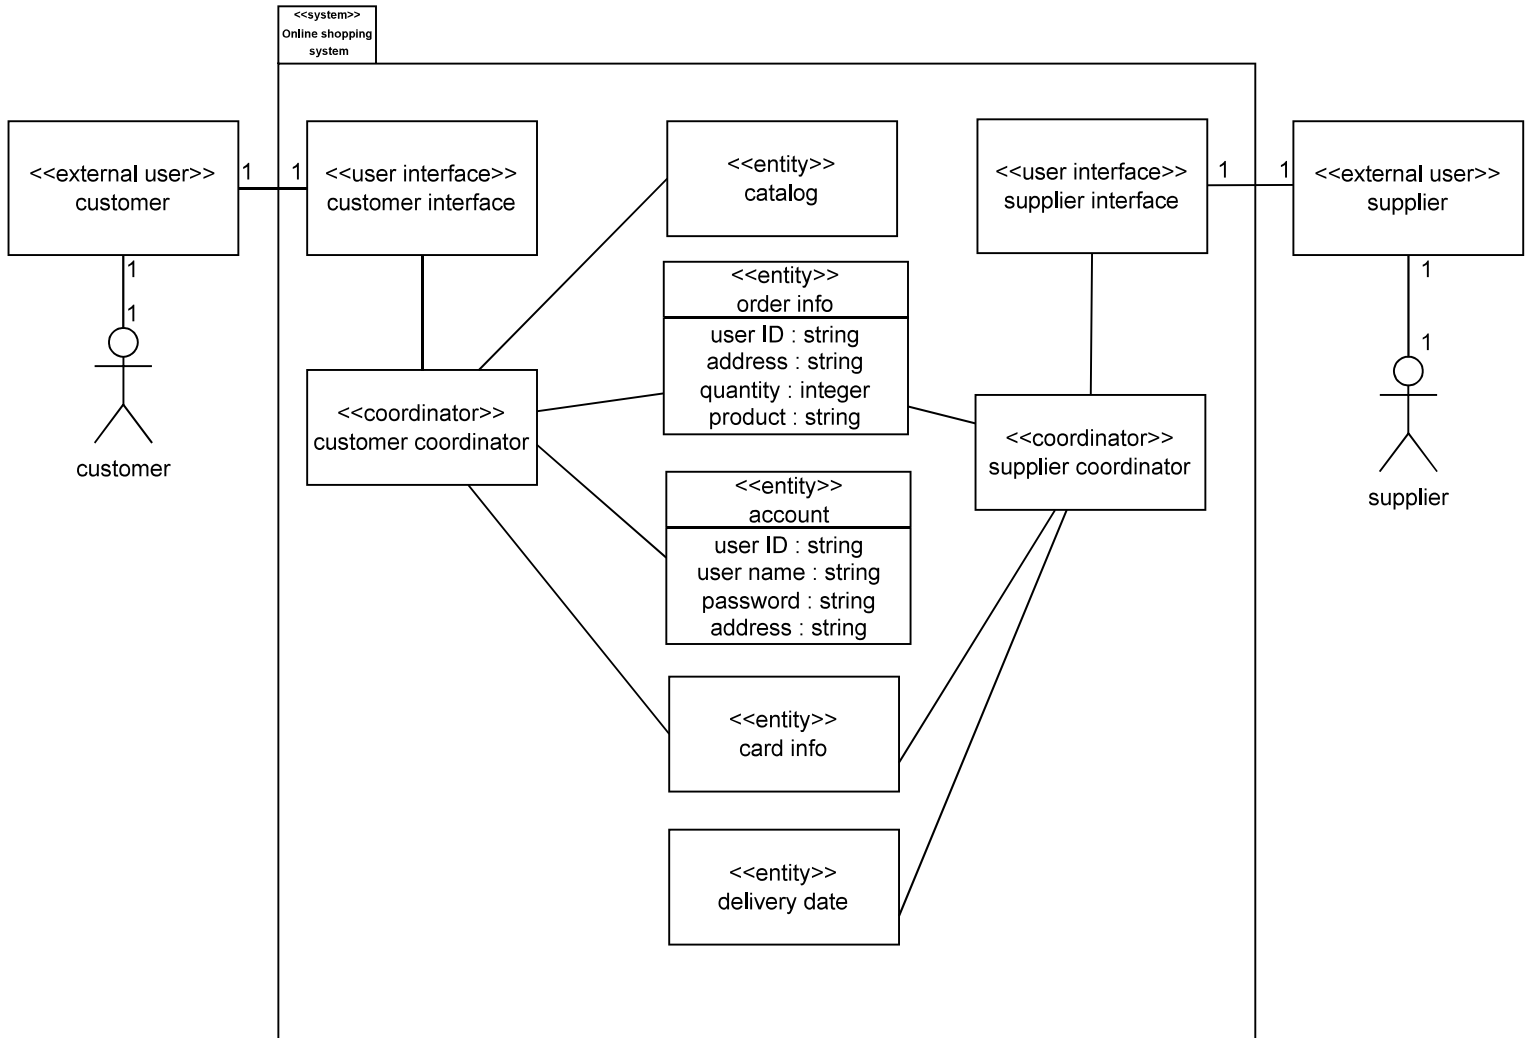 <<system>>
Online shopping
system
<<external user>>
customer
1
1
<<user interface>>
customer interface
<<entity>>
catalog
<<user interface>>
supplier interface
1
1
<<external user>>
supplier
1
1
customer
1
1
supplier
<<coordinator>>
customer coordinator
<<entity>>
order info
user ID : string
address : string
quantity : integer
product : string
<<coordinator>>
supplier coordinator
<<entity>>
account
user ID : string
user name : string
password : string
address : string
<<entity>>
card info
<<entity>>
delivery date